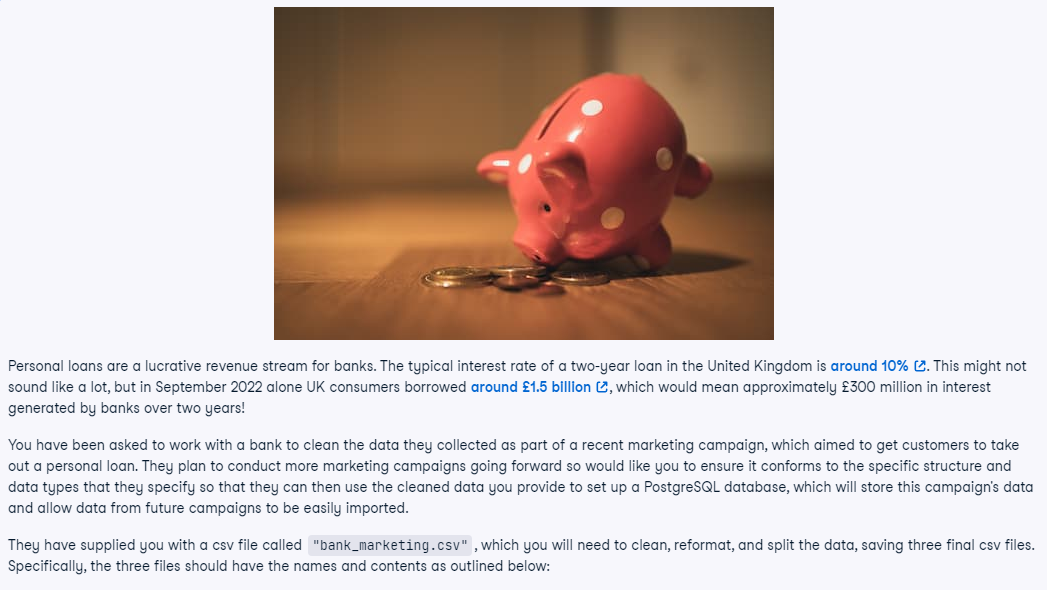 Personal loans are a lucrative revenue stream for banks. The typical interest rate of a two-year loan in the United Kingdom is around 10%. This might not
sound like a lot, but in September 2022 alone UK consumers borrowed around £1.5 billion, which would mean approximately £300 million in interest
generated by banks over two years!
You have been asked to work with a bank to clean the data they collected as part of a recent marketing campaign, which aimed to get customers to take
out a personal loan. They plan to conduct more marketing campaigns going forward so would like you to ensure it conforms to the specific structure and
data types that they specify so that they can then use the cleaned data you provide to set up a PostgreSQL database, which will store this campaign's data
and allow data from future campaigns to be easily imported.
They have supplied you with a csv file called "bank_marketing.csv", which you will need to clean, reformat, and split the data, saving three final csv files.
Specifically, the three files should have the names and contents as outlined below: